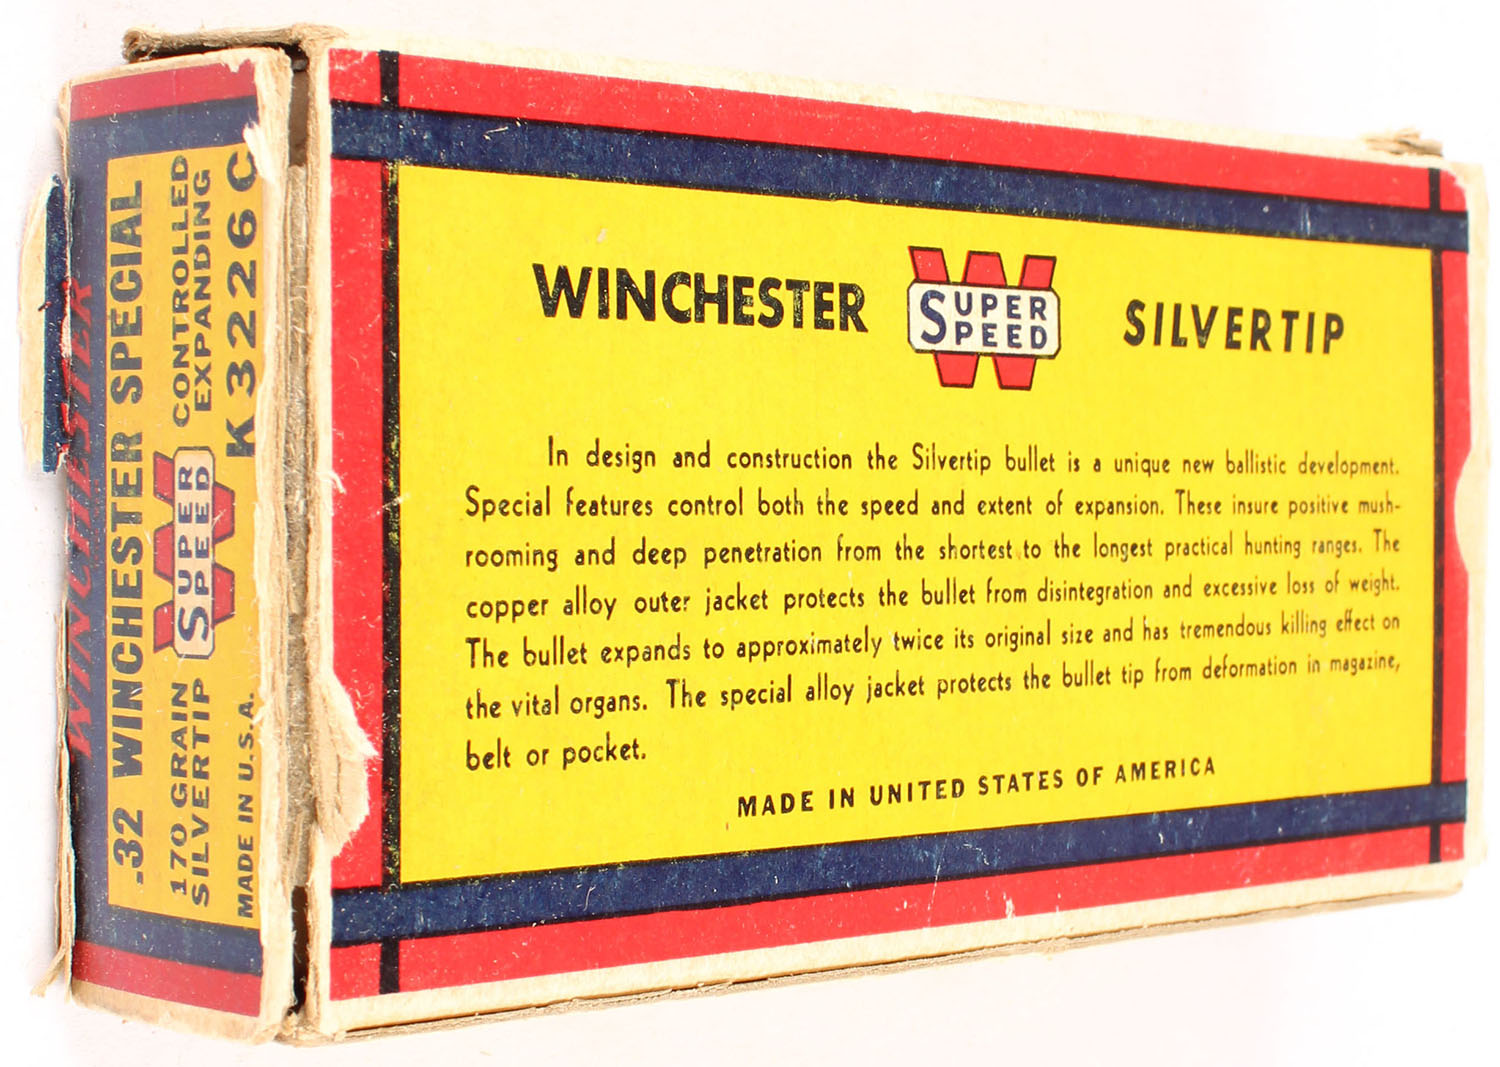 WINCHESTER
.32 WINCHESTER SPECIAL
170 GRAIN SUPER SPEED CONTROLLED
SILVERTIP EXPANDING
MADE IN U.S.A. K3226C
WINCHESTER SUPER SPEED SILVERTIP
In design and construction the Silvertip bullet is a unique new ballistic development.
Special features control both the speed and extent of expansion. These insure positive mush-
rooming and deep penetration from the shortest to the longest practical hunting ranges. The
copper alloy outer jacket protects the bullet from disintegration and excessive loss of weight.
The bullet expands to approximately twice its original size and has tremendous killing effect on
the vital organs. The special alloy jacket protects the bullet tip from deformation in magazine,
belt or pocket.
MADE IN UNITED STATES OF AMERICA